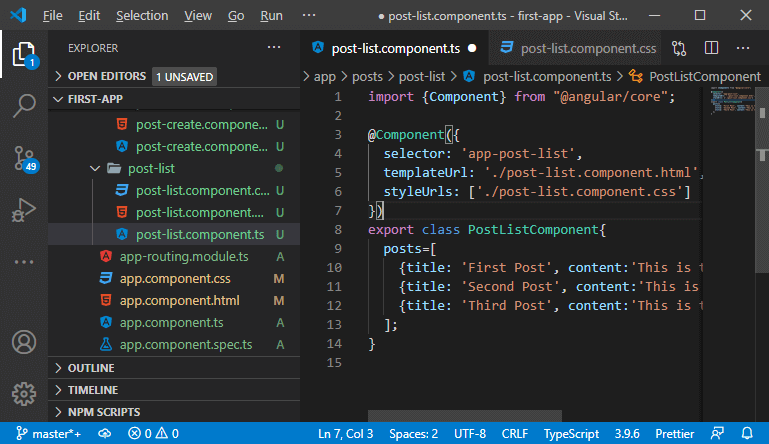 File Edit Selection View Go Run ··· ● post-list.component.ts - first-app - Visual St...
EXPLORER ···
OPEN EDITORS 1 UNSAVED
FIRST-APP
post-create.compone... U
post-create.compone... U
post-list
post-list.component.c... U
post-list.component.... U
post-list.component.ts U
app-routing.module.ts A
app.component.css M
app.component.html M
app.component.ts A
app.component.spec.ts A
OUTLINE
TIMELINE
NPM SCRIPTS
1
49
post-list.component.ts ● post-list.component.css ···
> app > posts > post-list > post-list.component.ts > PostListComponent
1 import {Component} from "@angular/core";
2
3 @Component({
4 selector: 'app-post-list',
5 templateUrl: './post-list.component.html',
6 styleUrls: ['./post-list.component.css']
7 })
8 export class PostListComponent{
9 posts=[
10 {title: 'First Post', content:'This is t
11 {title: 'Second Post', content:'This is
12 {title: 'Third Post', content:'This is t
13 ];
14 }
15
master*+ 0 0 Ln 7, Col 3 Spaces: 2 UTF-8 CRLF TypeScript 3.9.6 Prettier